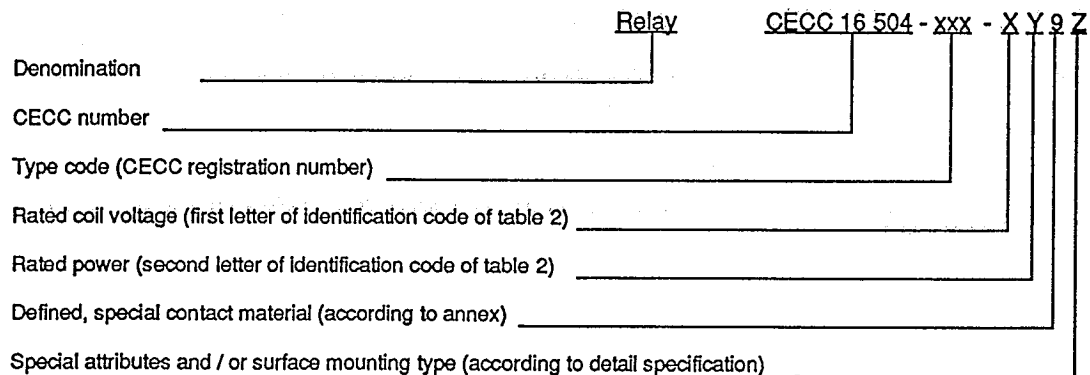 Relay CECC 16 504 - xxx - X Y 9 Z
Denomination
CECC number
Type code (CECC registration number)
Rated coil voltage (first letter of identification code of table 2)
Rated power (second letter of identification code of table 2)
Defined, special contact material (according to annex)
Special attributes and / or surface mounting type (according to detail specification)